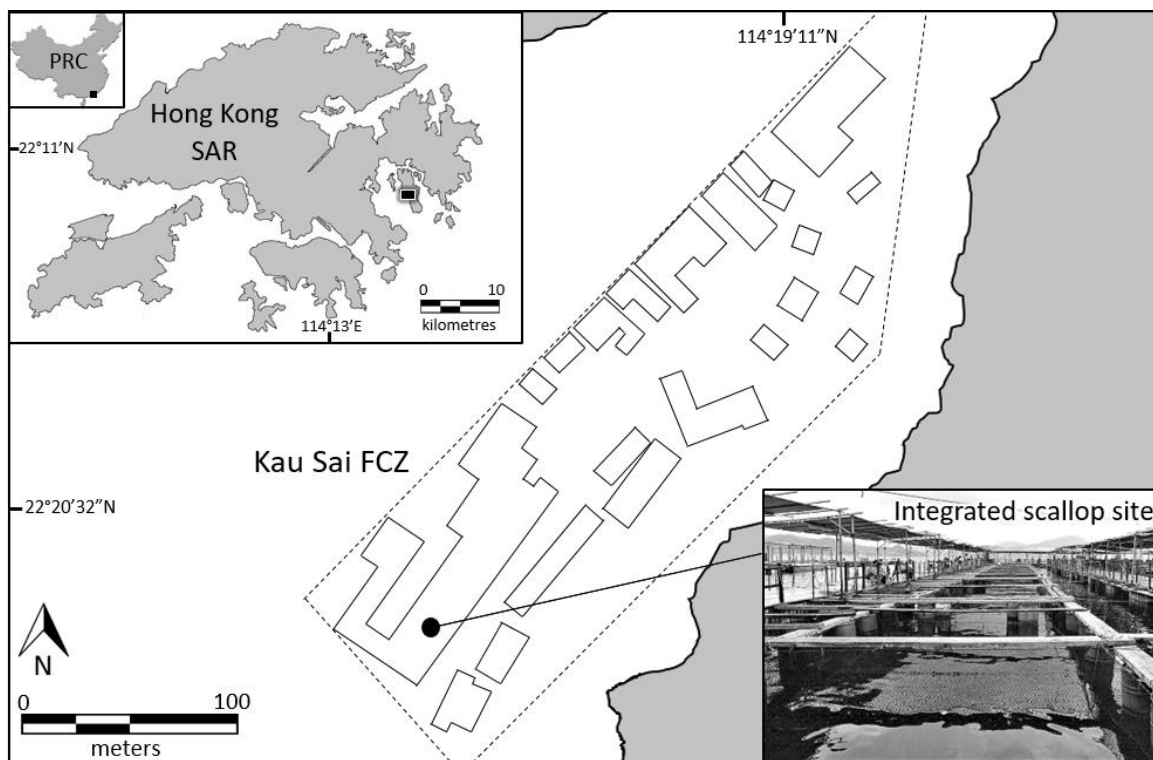 PRC
Hong Kong
SAR
22°11’N
114°13’E
0 10
kilometres
114°19’11”N
Kau Sai FCZ
22°20’32”N
Integrated scallop site
N
0 100
meters